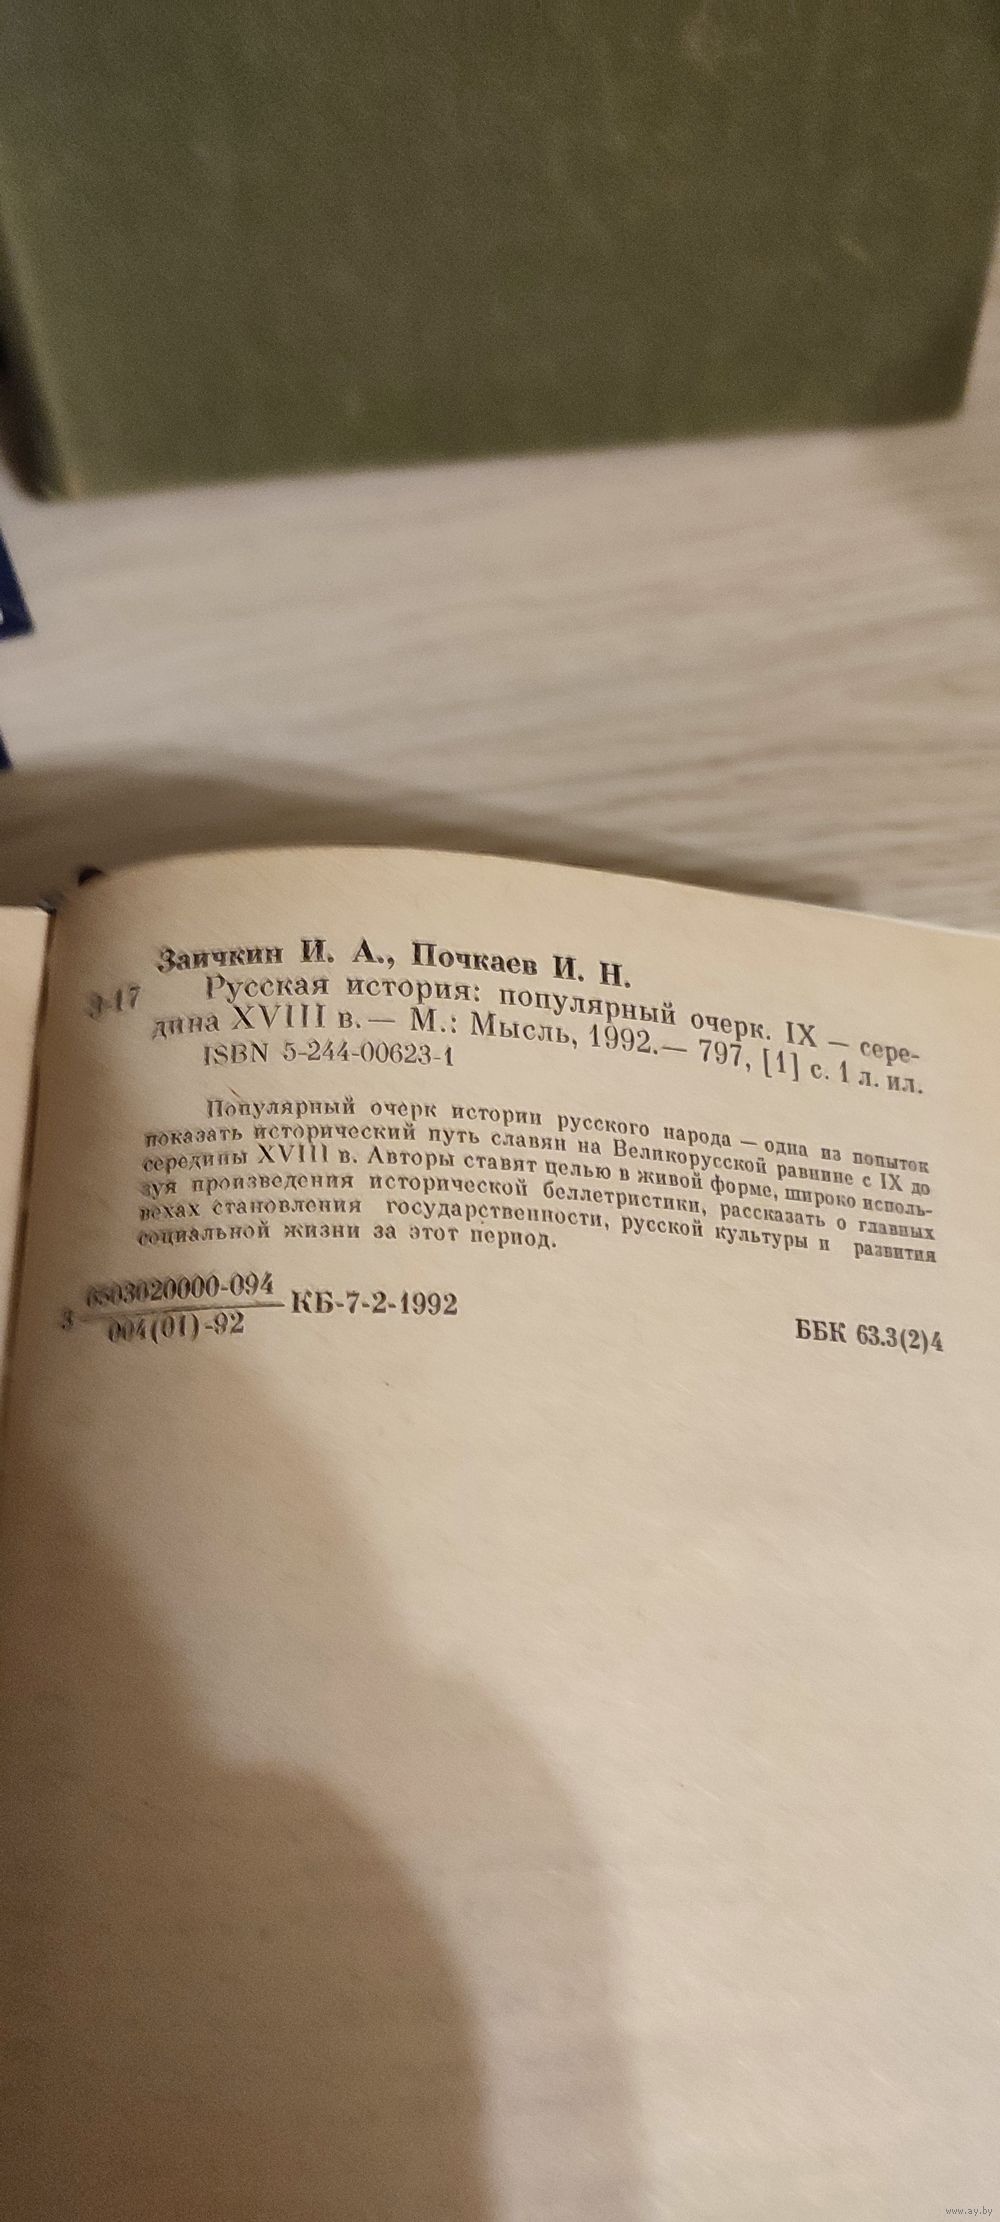 Заичкин И. А., Почкаев И. Н.
З-17 Русская история: популярный очерк. IX — сере-
дина XVIII в.— М.: Мысль, 1992.— 797, [1] с. 1 л. ил.
ISBN 5-244-00623-1
Популярный очерк истории русского народа — одна из попыток
показать исторический путь славян на Великорусской равнине с IX до
середины XVIII в. Авторы ставят целью в живой форме, широко исполь-
зуя произведения исторической беллетристики, рассказать о главных
вехах становления государственности, русской культуры и развития
социальной жизни за этот период.
0503020000-094
З КБ-7-2-1992
004(01)-92
ББК 63.3(2)4
www.ay.by